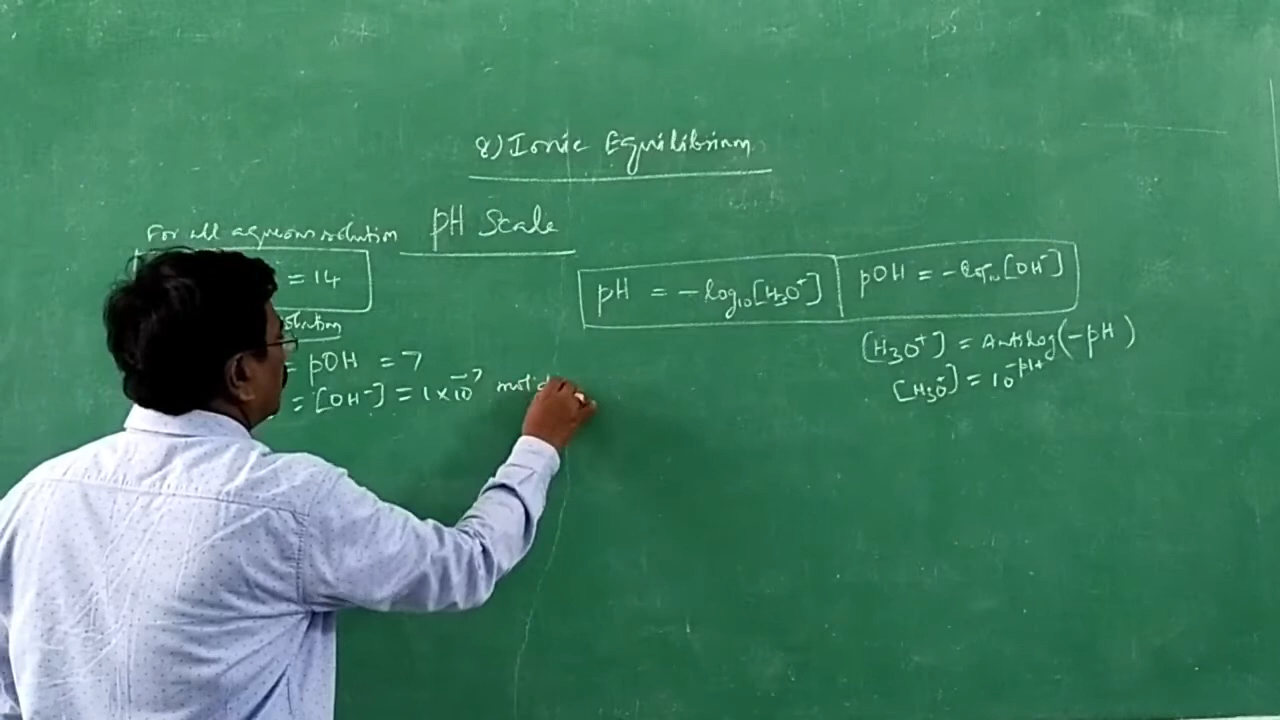 8) Ionic Equilibrium
pH Scale
For all aqueous solution
= 14
= pOH = 7
= [OH⁻] = 1 × 10⁻⁷ mol d
pH = -log₁₀[H₃O⁺]
pOH = -log₁₀[OH⁻]
[H₃O⁺] = Antilog(-pH)
[H₃O⁺] = 10⁻ᵖᴴ